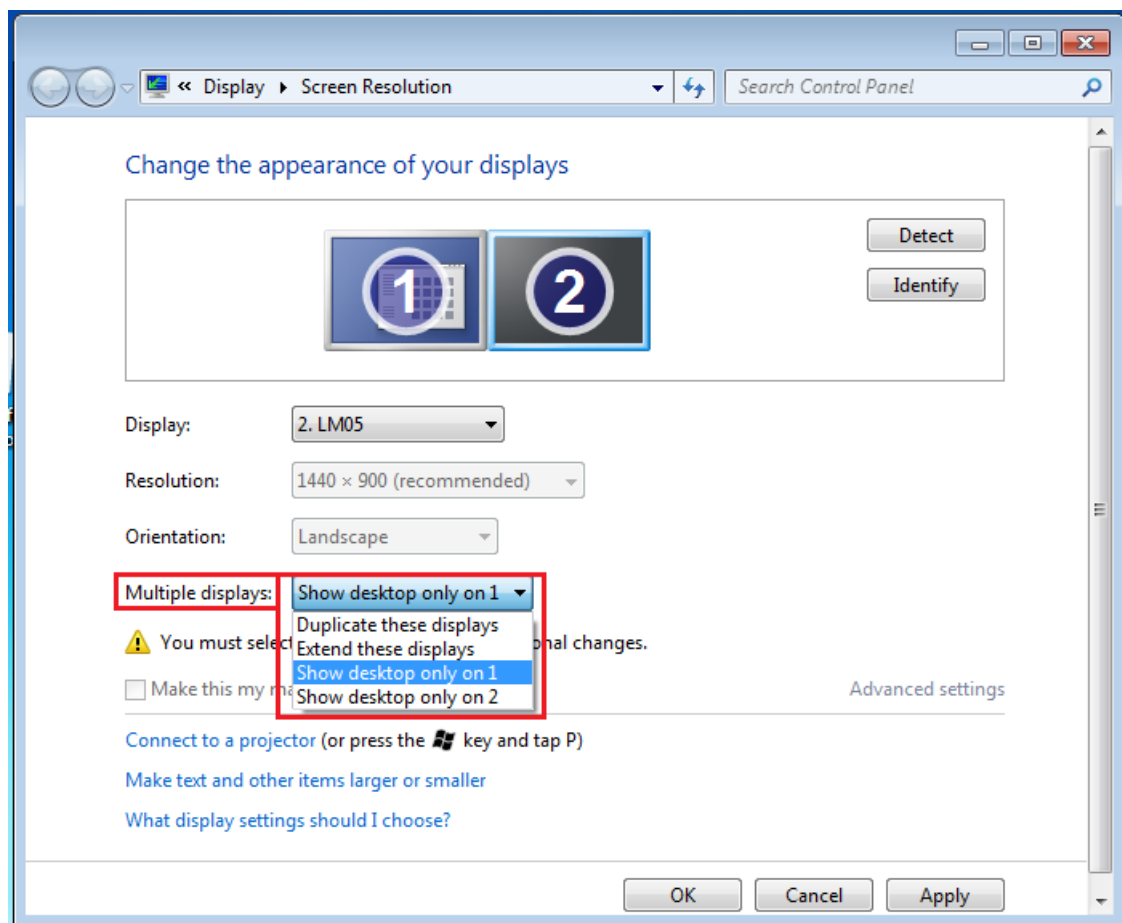 « Display ▸ Screen Resolution
Search Control Panel
Change the appearance of your displays
1
2
Detect
Identify
Display: 2. LM05
Resolution: 1440 × 900 (recommended)
Orientation: Landscape
Multiple displays: Show desktop only on 1
Duplicate these displays
You must select onal changes.
Extend these displays
Show desktop only on 1
Make this my ma Advanced settings
Show desktop only on 2
Connect to a projector (or press the key and tap P)
Make text and other items larger or smaller
What display settings should I choose?
OK Cancel Apply